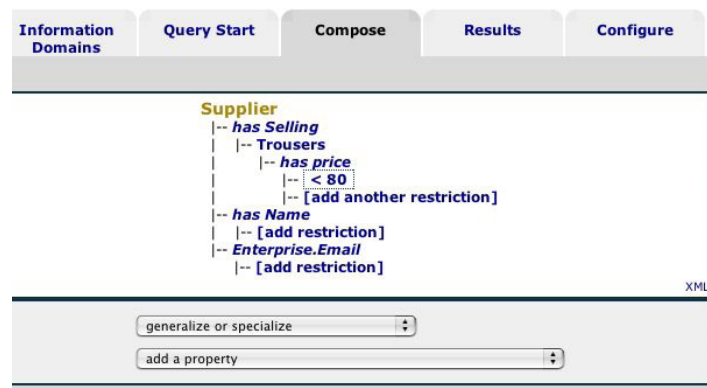 Information Domains Query Start Compose Results Configure
Supplier
|-- has Selling
| |-- Trousers
| |-- has price
| |-- < 80
| |-- [add another restriction]
|-- has Name
| |-- [add restriction]
|-- Enterprise.Email
|-- [add restriction]
XML
generalize or specialize
add a property